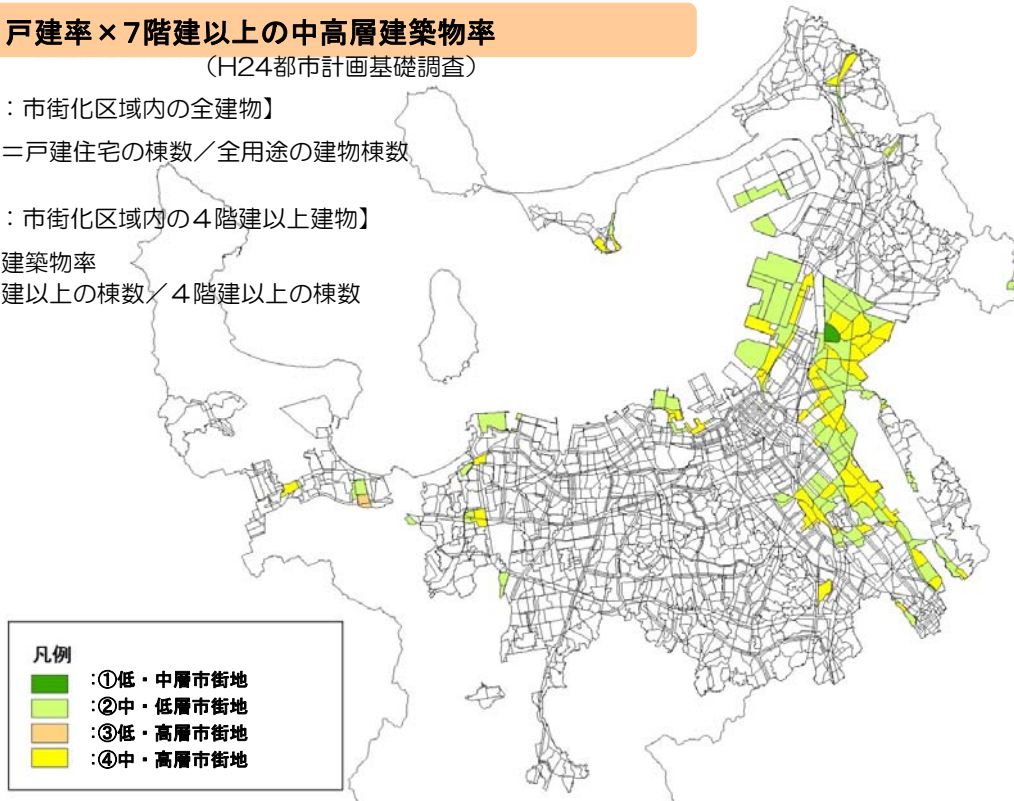 戸建率×7階建以上の中高層建築物率
（H24都市計画基礎調査）
：市街化区域内の全建物】
＝戸建住宅の棟数／全用途の建物棟数
：市街化区域内の４階建以上建物】
建築物率
建以上の棟数／４階建以上の棟数
凡例
:①低・中層市街地
:②中・低層市街地
:③低・高層市街地
:④中・高層市街地